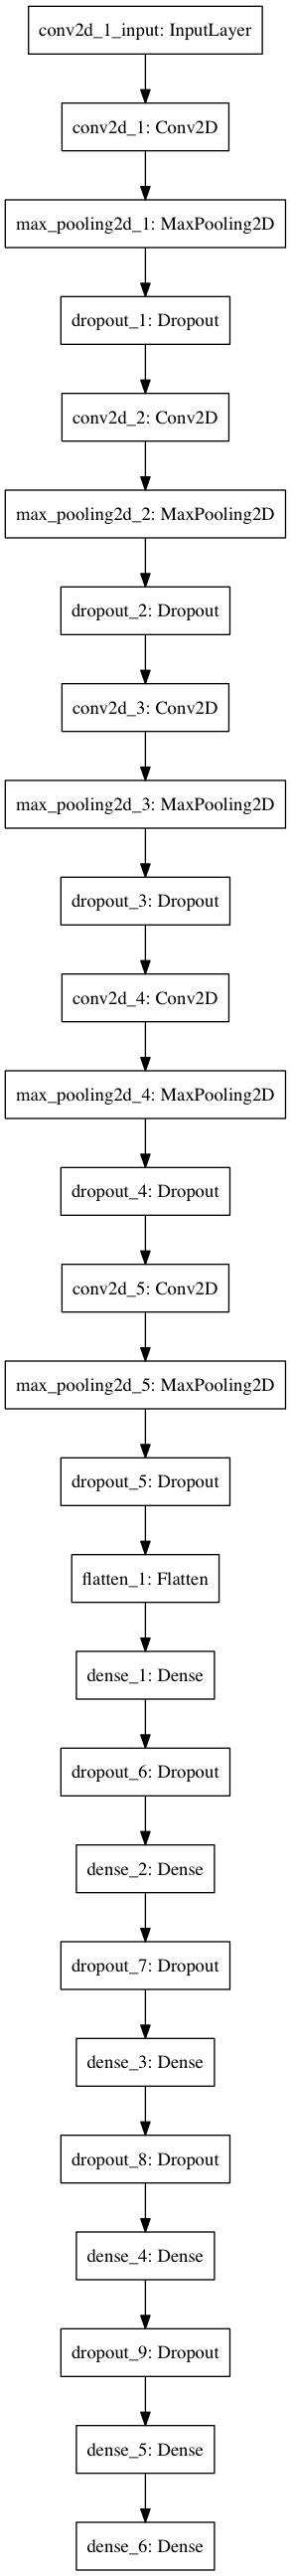 conv2d_1_input: InputLayer
conv2d_1: Conv2D
max_pooling2d_1: MaxPooling2D
dropout_1: Dropout
conv2d_2: Conv2D
max_pooling2d_2: MaxPooling2D
dropout_2: Dropout
conv2d_3: Conv2D
max_pooling2d_3: MaxPooling2D
dropout_3: Dropout
conv2d_4: Conv2D
max_pooling2d_4: MaxPooling2D
dropout_4: Dropout
conv2d_5: Conv2D
max_pooling2d_5: MaxPooling2D
dropout_5: Dropout
flatten_1: Flatten
dense_1: Dense
dropout_6: Dropout
dense_2: Dense
dropout_7: Dropout
dense_3: Dense
dropout_8: Dropout
dense_4: Dense
dropout_9: Dropout
dense_5: Dense
dense_6: Dense